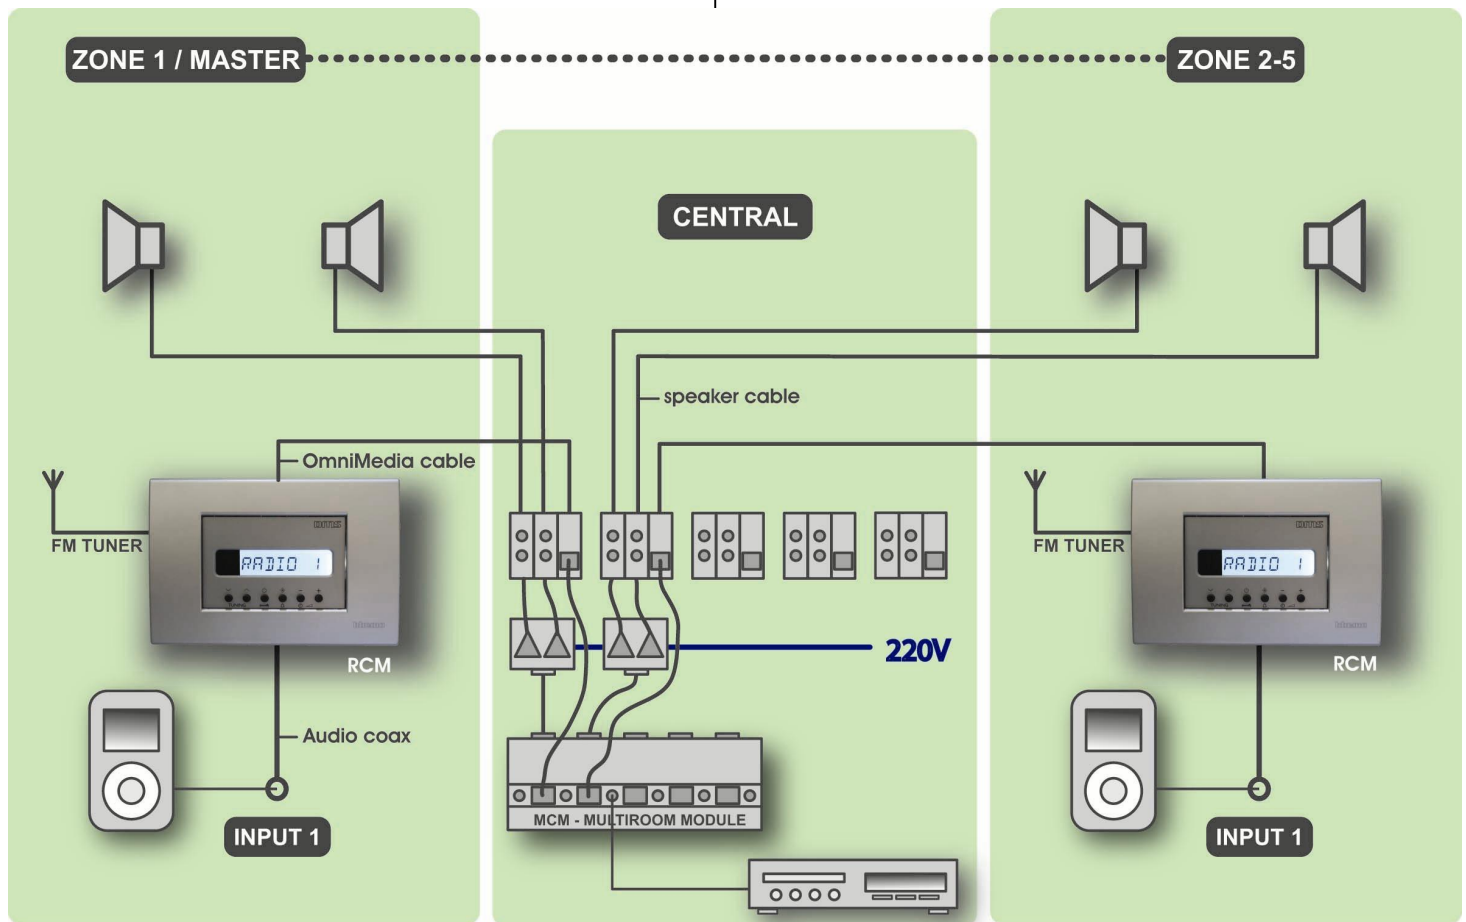 ZONE 1 / MASTER
ZONE 2-5
CENTRAL
speaker cable
OmniMedia cable
FM TUNER
RADIO 1
RCM
FM TUNER
RADIO 1
RCM
220V
Audio coax
INPUT 1
MCM - MULTIROOM MODULE
INPUT 1